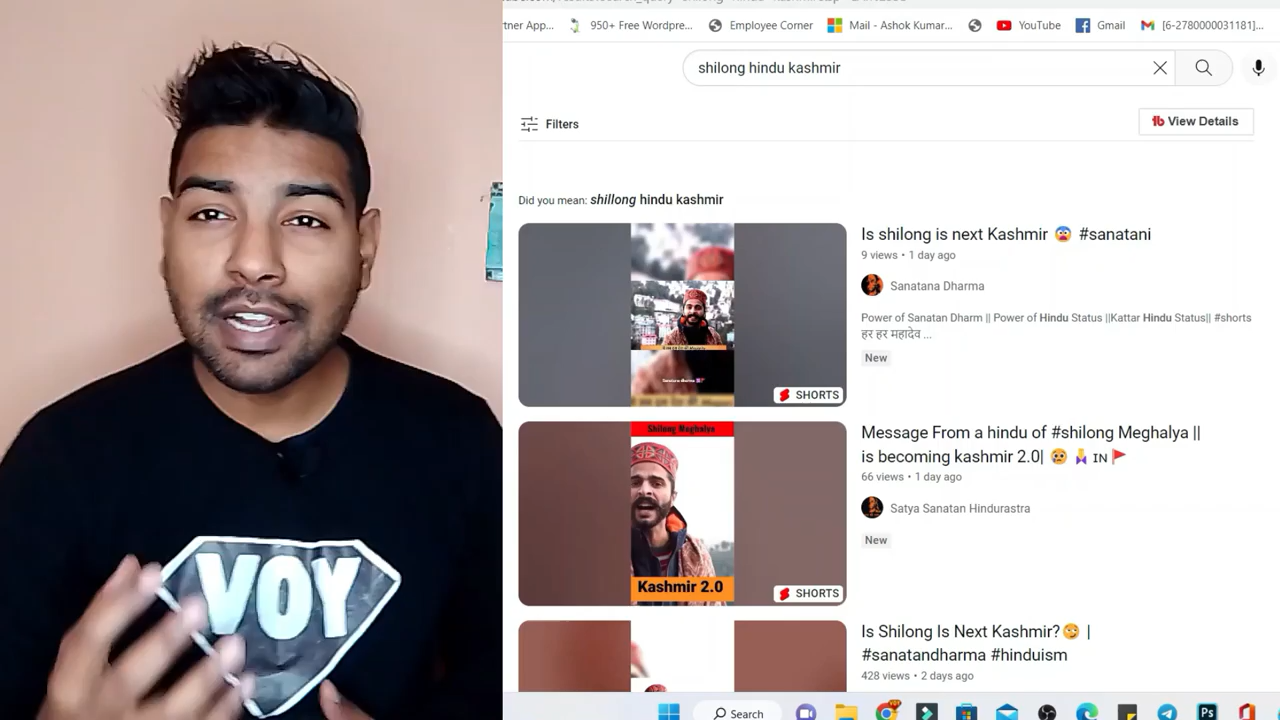 rtner App...
950+ Free Wordpre...
Employee Corner
Mail - Ashok Kumar...
YouTube
Gmail
[6-2780000031181]...
shilong hindu kashmir
Filters
View Details
Did you mean: shillong hindu kashmir
SHORTS
Is shilong is next Kashmir 😨 #sanatani
9 views • 1 day ago
Sanatana Dharma
Power of Sanatan Dharm || Power of Hindu Status ||Kattar Hindu Status|| #shorts
हर हर महादेव ...
New
Shilong Meghalya
Kashmir 2.0
SHORTS
Message From a hindu of #shilong Meghalya ||
is becoming kashmir 2.0| 😢 🙏 IN 🚩
66 views • 1 day ago
Satya Sanatan Hindurastra
New
Is Shilong Is Next Kashmir?🙄 |
#sanatandharma #hinduism
428 views • 2 days ago
VOY
Search
Ps